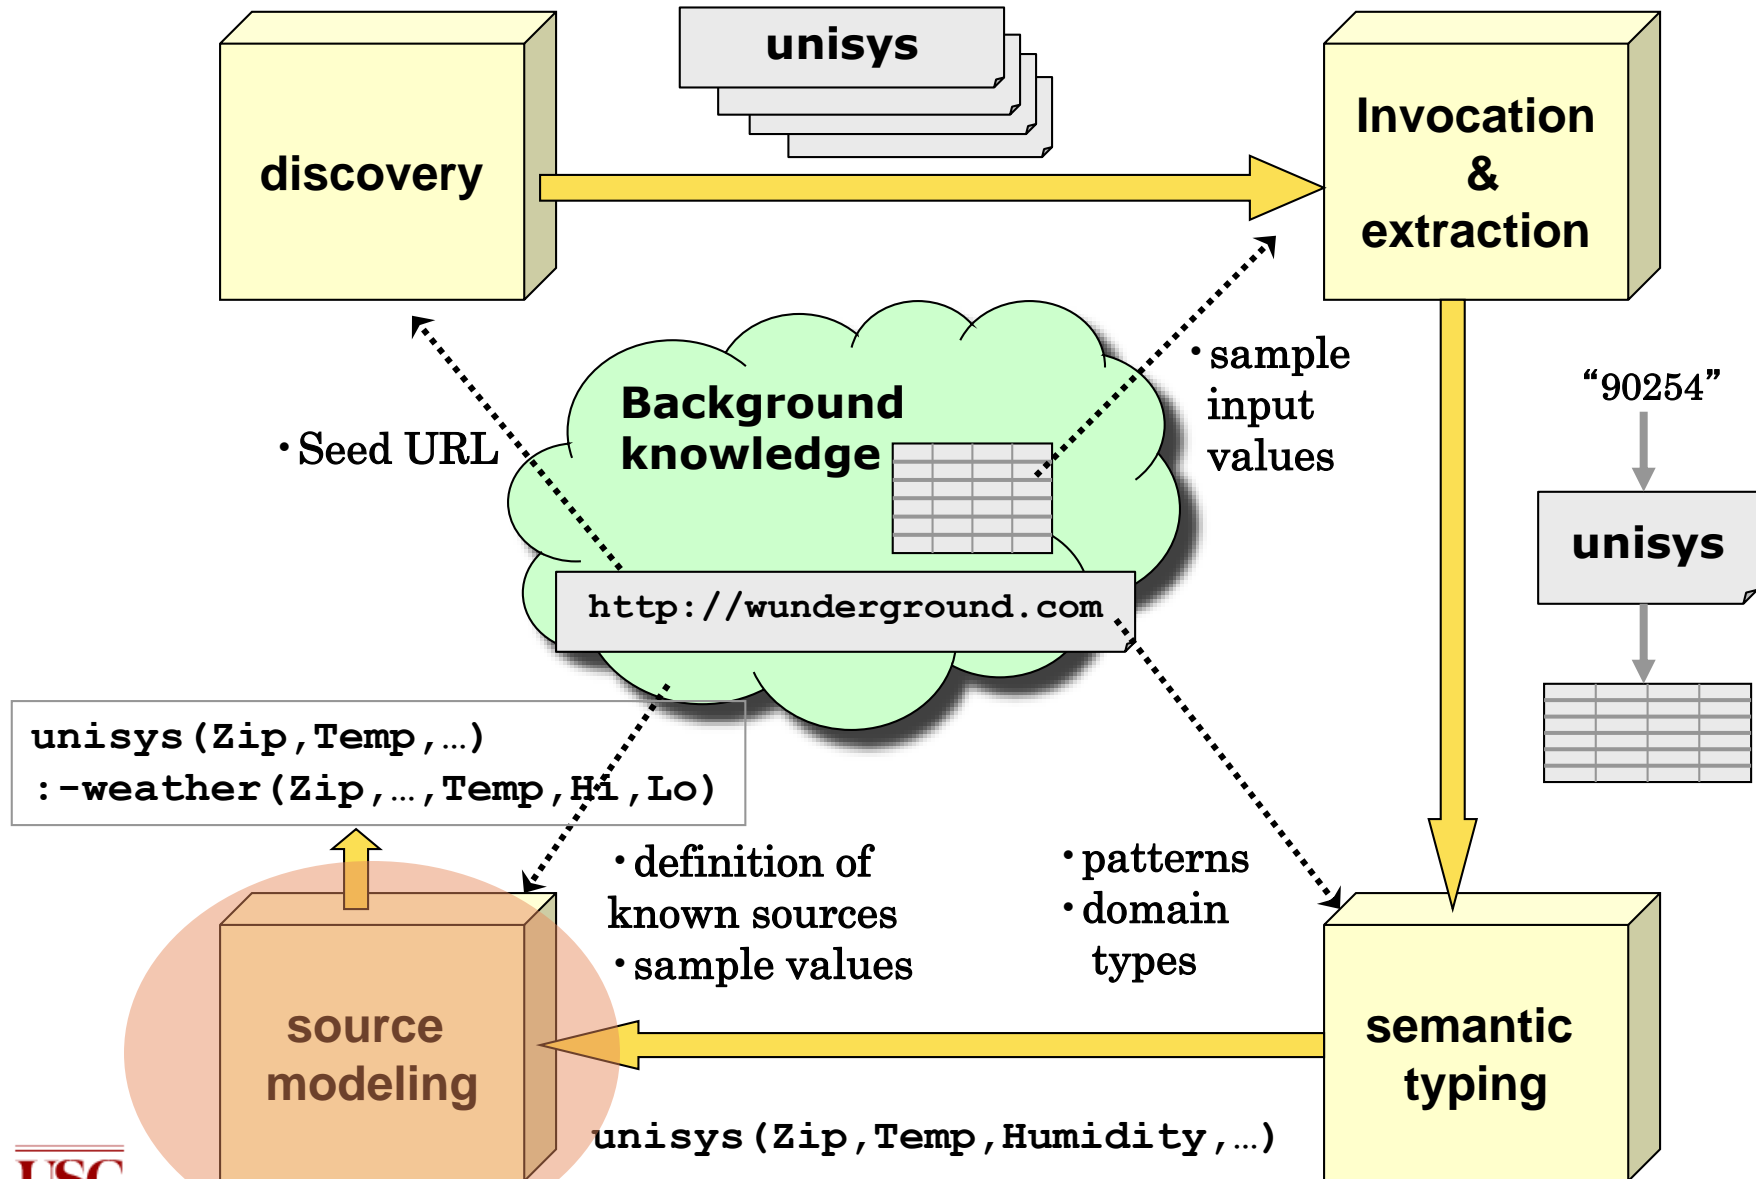 unisys
discovery
Invocation
&
extraction
Background
knowledge
• Seed URL
• sample
input
values
“90254”
unisys
http://wunderground.com
unisys(Zip,Temp,…)
:-weather(Zip,…,Temp,Hi,Lo)
• definition of
known sources
• sample values
• patterns
• domain
types
source
modeling
semantic
typing
unisys(Zip,Temp,Humidity,…)
USC